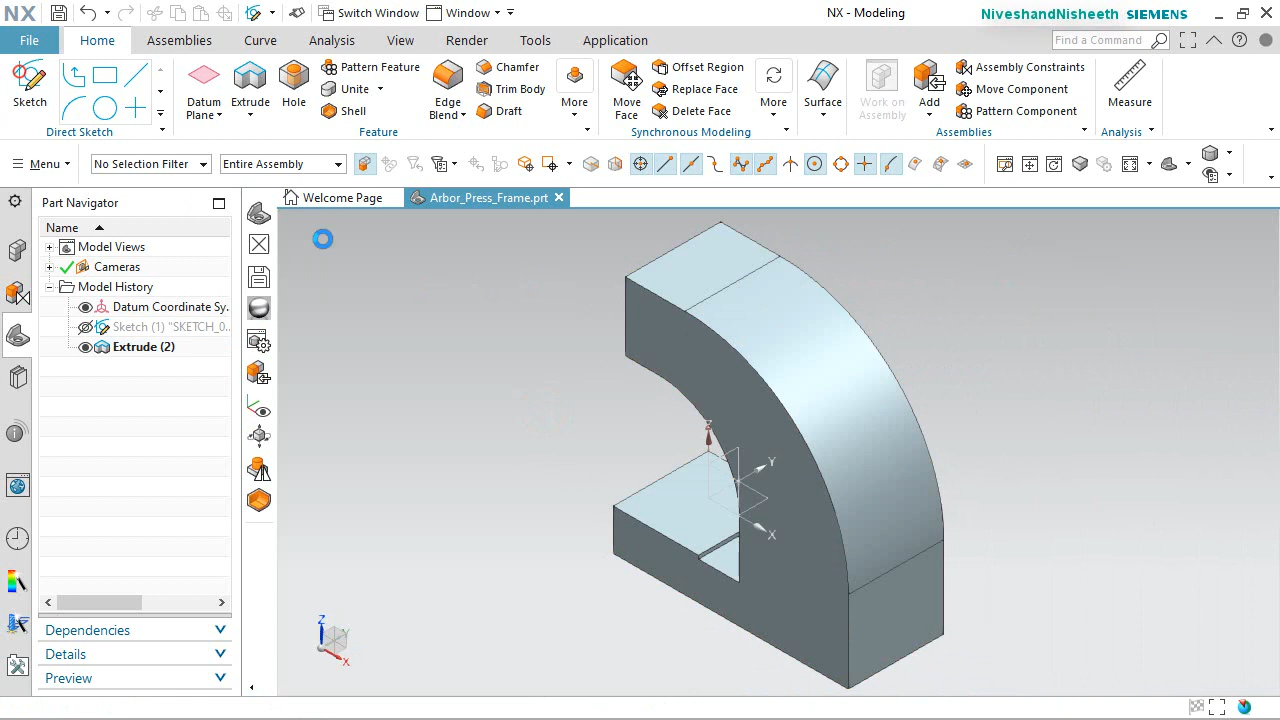 NX
Switch Window
Window
NX - Modeling
NiveshandNisheeth SIEMENS
File
Home
Assemblies
Curve
Analysis
View
Render
Tools
Application
Find a Command
Sketch
Direct Sketch
Datum Plane
Extrude
Hole
Pattern Feature
Unite
Shell
Edge Blend
Chamfer
Trim Body
Draft
More
Feature
Move Face
Offset Region
Replace Face
Delete Face
More
Synchronous Modeling
Surface
Work on Assembly
Add
Assembly Constraints
Move Component
Pattern Component
Assemblies
Measure
Analysis
Menu
No Selection Filter
Entire Assembly
Part Navigator
Welcome Page
Arbor_Press_Frame.prt
Name
Model Views
Cameras
Model History
Datum Coordinate Sy.
Sketch (1) "SKETCH_0..
Extrude (2)
Dependencies
Details
Preview
Z
Y
X
Z
Y
X